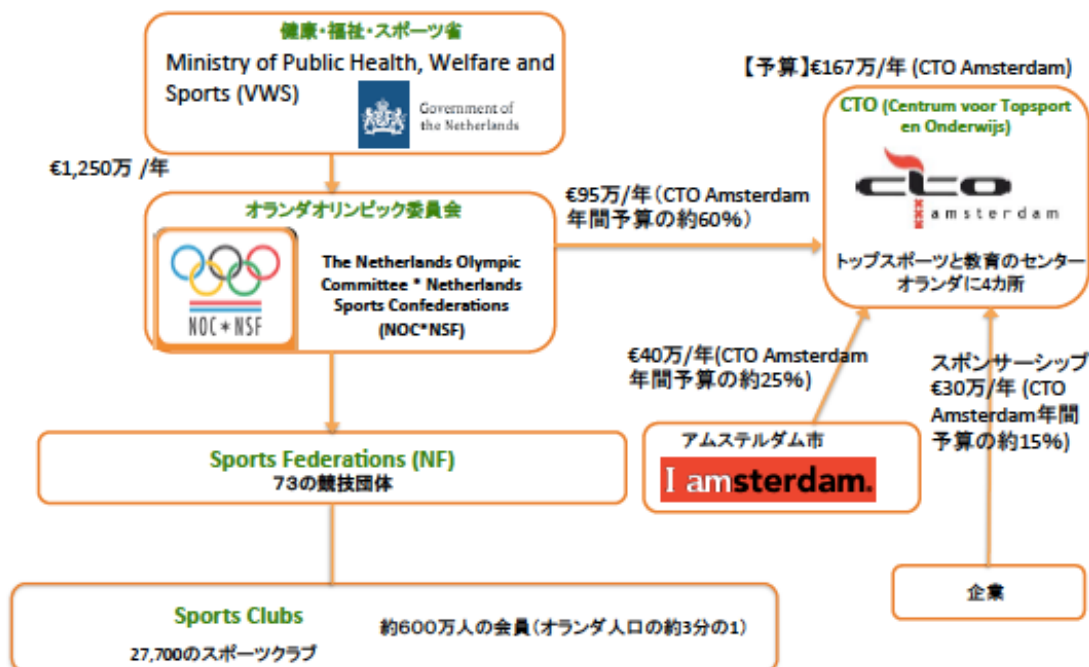 健康・福祉・スポーツ省
Ministry of Public Health, Welfare and
Sports (VWS)
Government of
the Netherlands
【予算】€167万/年 (CTO Amsterdam)
CTO (Centrum voor Topsport
en Onderwijs)
cto
amsterdam
トップスポーツと教育のセンター
オランダに4カ所
€1,250万 /年
オランダオリンピック委員会
NOC*NSF
The Netherlands Olympic
Committee * Netherlands
Sports Confederations
(NOC*NSF)
€95万/年(CTO Amsterdam
年間予算の約60%)
€40万/年(CTO Amsterdam
年間予算の約25%)
スポンサーシップ
€30万/年 (CTO
Amsterdam年間
予算の約15%)
アムステルダム市
I amsterdam.
Sports Federations (NF)
73の競技団体
企業
Sports Clubs
約600万人の会員(オランダ人口の約3分の1)
27,700のスポーツクラブ